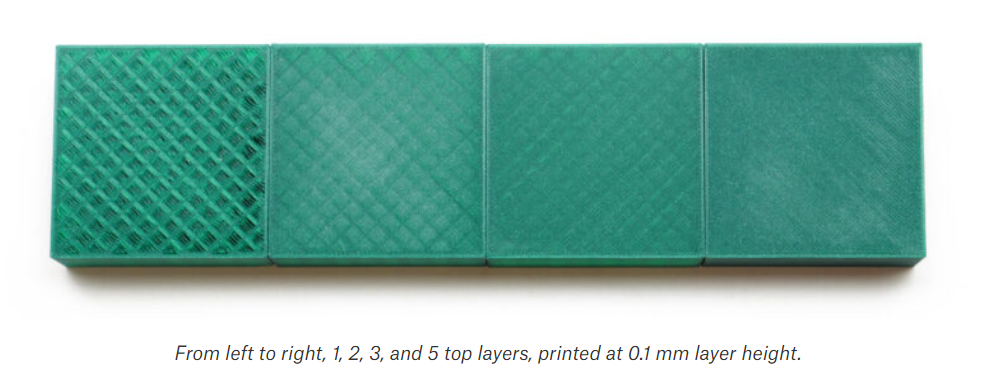 From left to right, 1, 2, 3, and 5 top layers, printed at 0.1 mm layer height.